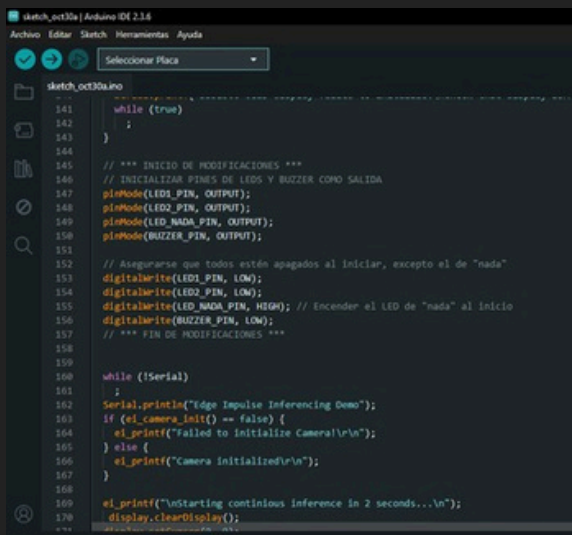 sketch_oct30a | Arduino IDE 2.3.6
Archivo Editar Sketch Herramientas Ayuda
Seleccionar Placa
sketch_oct30a.ino
141 while (true)
142 ;
143 }
144
145 // *** INICIO DE MODIFICACIONES ***
146 // INICIALIZAR PINES DE LEDS Y BUZZER COMO SALIDA
147 pinMode(LED1_PIN, OUTPUT);
148 pinMode(LED2_PIN, OUTPUT);
149 pinMode(LED_NADA_PIN, OUTPUT);
150 pinMode(BUZZER_PIN, OUTPUT);
151
152 // Asegurarse que todos estén apagados al iniciar, excepto el de "nada"
153 digitalWrite(LED1_PIN, LOW);
154 digitalWrite(LED2_PIN, LOW);
155 digitalWrite(LED_NADA_PIN, HIGH); // Encender el LED de "nada" al inicio
156 digitalWrite(BUZZER_PIN, LOW);
157 // *** FIN DE MODIFICACIONES ***
158
159
160 while (!Serial)
161 ;
162 Serial.println("Edge Impulse Inferencing Demo");
163 if (ei_camera_init() == false) {
164 ei_printf("Failed to initialize Camera!\r\n");
165 } else {
166 ei_printf("Camera initialized\r\n");
167 }
168
169 ei_printf("\nStarting continious inference in 2 seconds...\n");
170 display.clearDisplay();